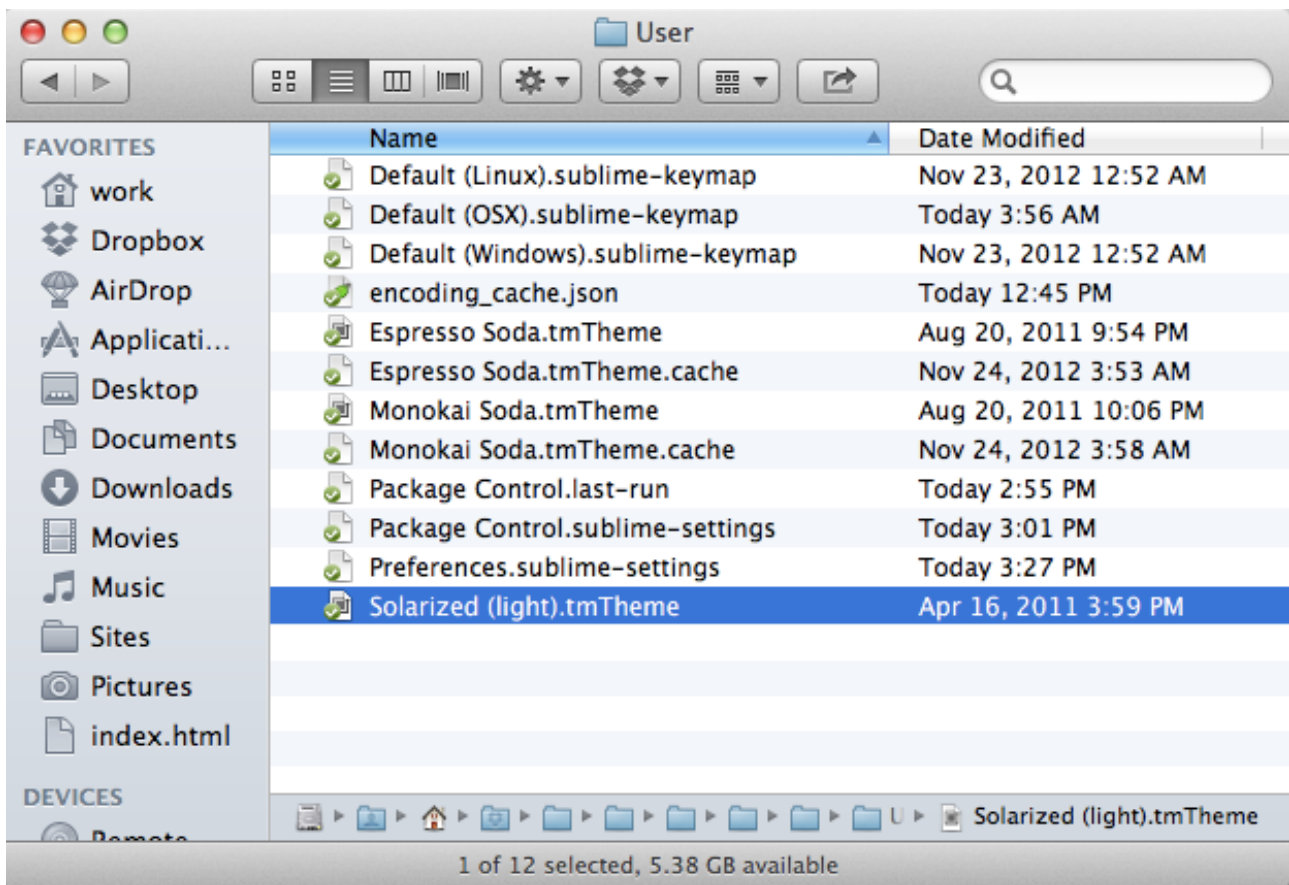 User
FAVORITES
work
Dropbox
AirDrop
Applicati...
Desktop
Documents
Downloads
Movies
Music
Sites
Pictures
index.html
DEVICES
Remote
Name Date Modified
Default (Linux).sublime-keymap Nov 23, 2012 12:52 AM
Default (OSX).sublime-keymap Today 3:56 AM
Default (Windows).sublime-keymap Nov 23, 2012 12:52 AM
encoding_cache.json Today 12:45 PM
Espresso Soda.tmTheme Aug 20, 2011 9:54 PM
Espresso Soda.tmTheme.cache Nov 24, 2012 3:53 AM
Monokai Soda.tmTheme Aug 20, 2011 10:06 PM
Monokai Soda.tmTheme.cache Nov 24, 2012 3:58 AM
Package Control.last-run Today 2:55 PM
Package Control.sublime-settings Today 3:01 PM
Preferences.sublime-settings Today 3:27 PM
Solarized (light).tmTheme Apr 16, 2011 3:59 PM
U Solarized (light).tmTheme
1 of 12 selected, 5.38 GB available